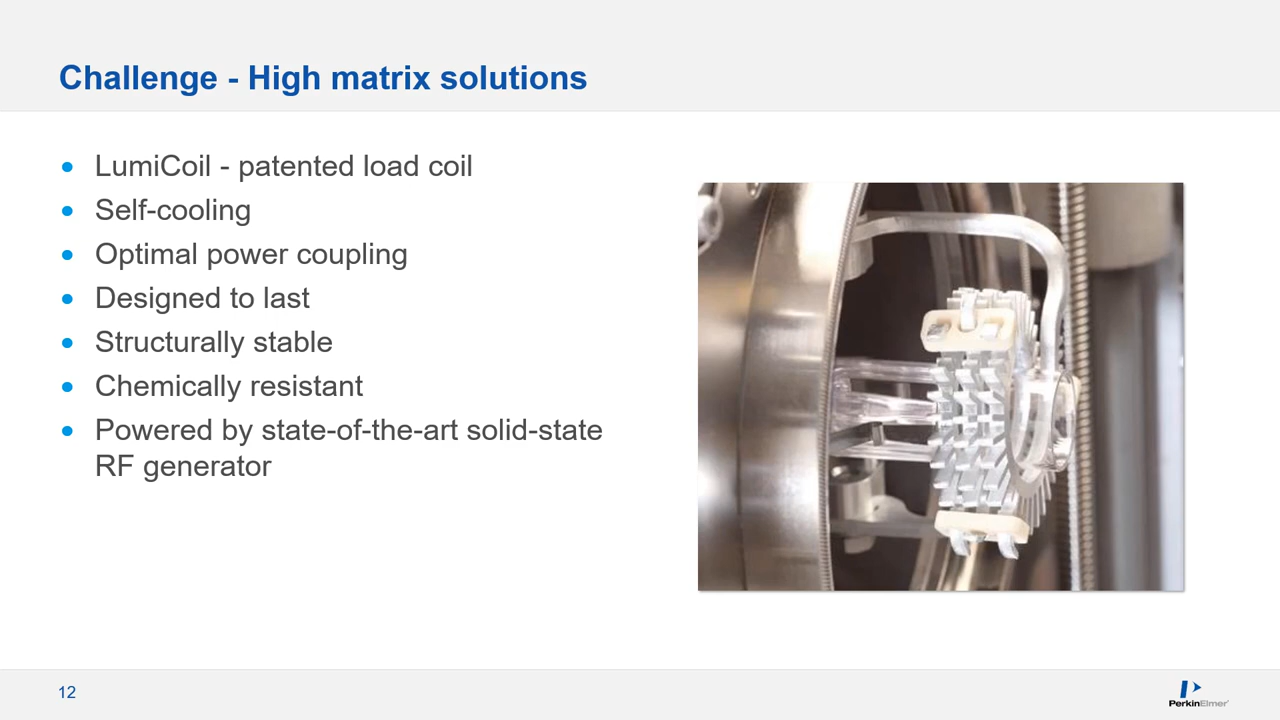 Challenge - High matrix solutions
• LumiCoil - patented load coil
• Self-cooling
• Optimal power coupling
• Designed to last
• Structurally stable
• Chemically resistant
• Powered by state-of-the-art solid-state
RF generator
12
PerkinElmer